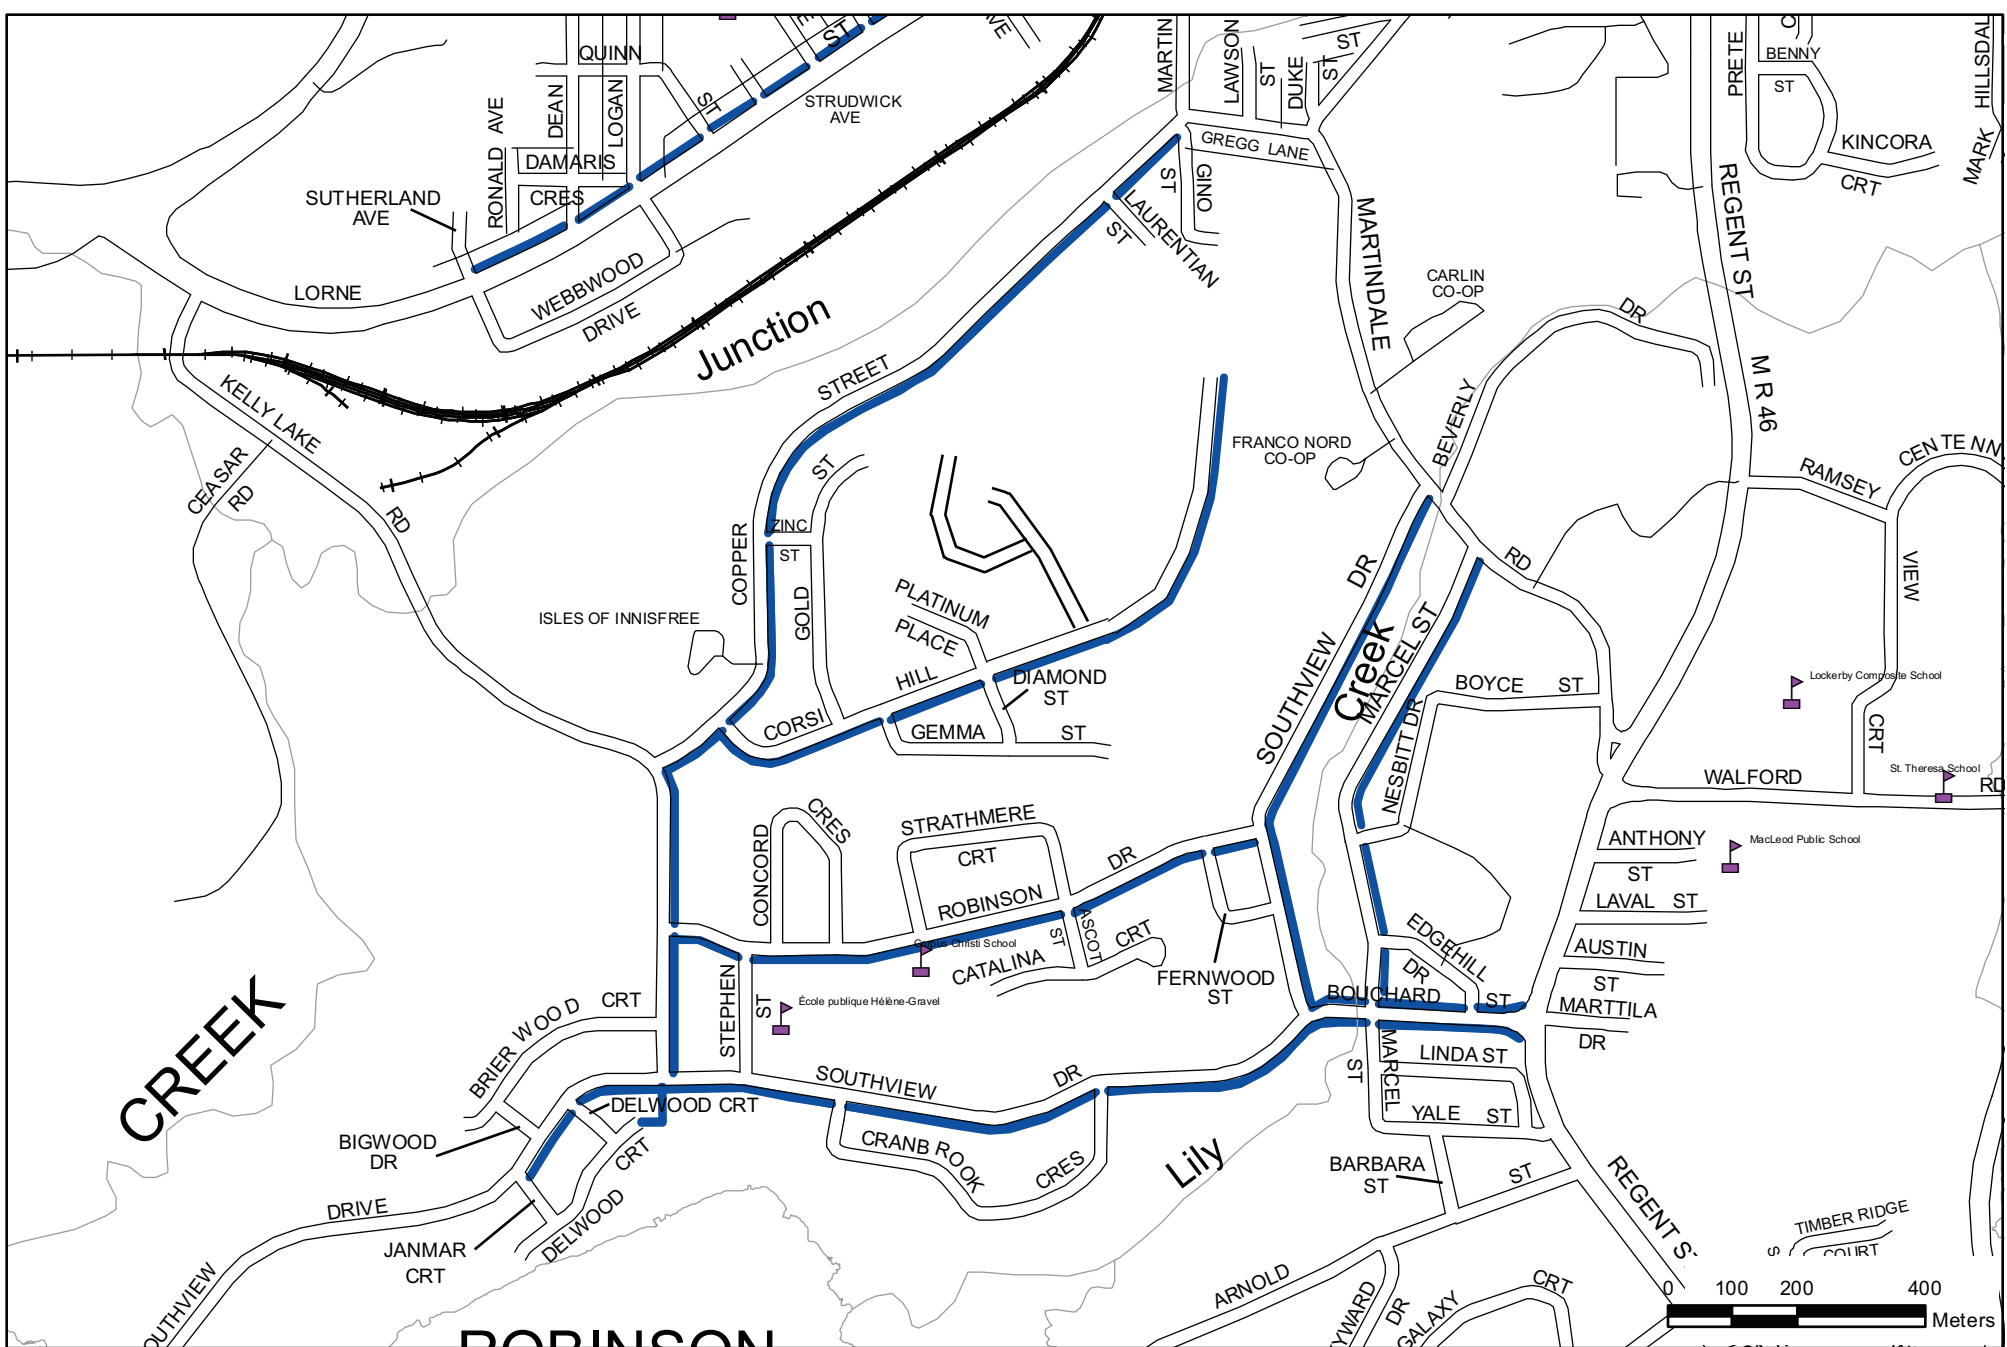 QUINN
ST
AVE
MARTIN
LAWSON
ST
DUKE
ST
ST
PRETE
BENNY
ST
HILLSDAL
MARK
KINCORA
CRT
STRUDWICK
AVE
RONALD AVE
DEAN
LOGAN
ST
DAMARIS
CRES
SUTHERLAND
AVE
GREGG LANE
GINO
ST
LAURENTIAN
ST
REGENT ST
MARTINDALE
LORNE
WEBBWOOD
DRIVE
Junction
CARLIN
CO-OP
DR
M R 46
STREET
KELLY LAKE
RD
CEASAR
RD
BEVERLY
FRANCO NORD
CO-OP
RAMSEY
CENTENN
VIEW
CRT
COPPER
ZINC
ST
ST
GOLD
ISLES OF INNISFREE
PLATINUM
PLACE
HILL
CORSI
DIAMOND
ST
GEMMA
ST
DR
SOUTHVIEW
Creek
MARCEL ST
RD
NESBITT DR
BOYCE ST
Lockerby Composite School
St. Theresa School
WALFORD
RD
MacLeod Public School
ANTHONY
ST
LAVAL ST
AUSTIN
ST
MARTTILA
DR
CONCORD
CRES
STRATHMERE
CRT
ROBINSON
DR
ASCOT
ST
CATALINA
CRT
Corpus Christi School
École publique Hélène-Gravel
STEPHEN
ST
FERNWOOD
ST
EDGEHILL
DR
BOUCHARD
ST
MARCEL
ST
LINDA ST
YALE ST
BARBARA
ST
ST
CREEK
BRIER WOOD CRT
BIGWOOD
DR
DELWOOD CRT
CRT
DELWOOD
SOUTHVIEW
DR
CRANBROOK
CRES
Lily
JANMAR
CRT
DRIVE
OUTHVIEW
ROBINSON
ARNOLD
YWARD
DR
GALAXY
CRT
REGENT S
TIMBER RIDGE
COURT
0 100 200 400
Meters